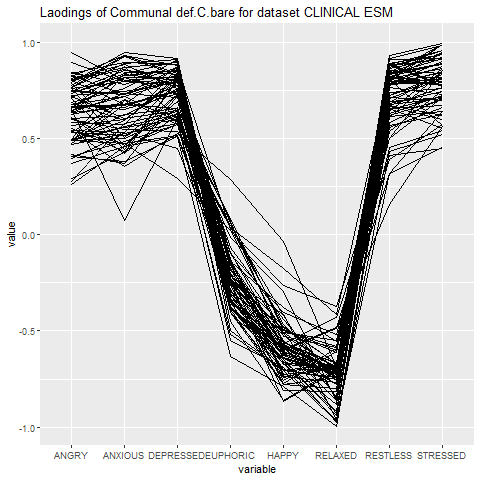 Laodings of Communal def.C.bare for dataset CLINICAL ESM
1.0
0.5
0.0
-0.5
-1.0
value
ANGRY ANXIOUS DEPRESSED EUPHORIC HAPPY RELAXED RESTLESS STRESSED
variable